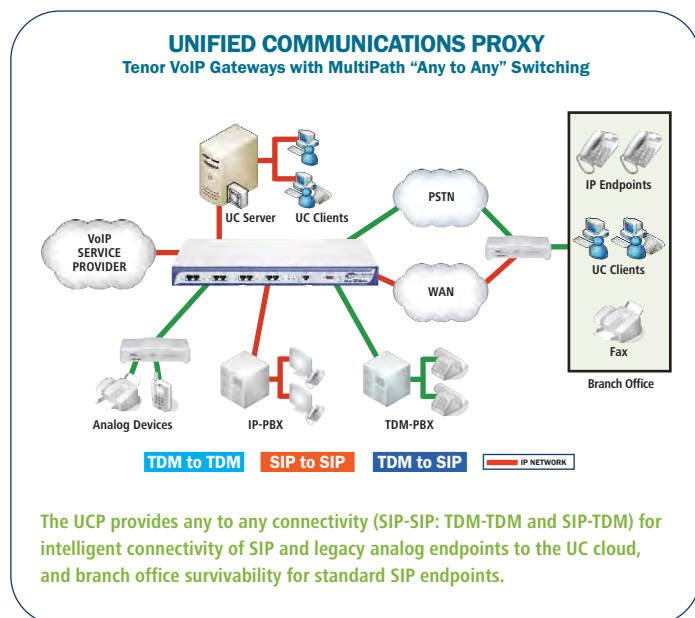 UNIFIED COMMUNICATIONS PROXY
Tenor VoIP Gateways with MultiPath “Any to Any” Switching
UC Server
UC Clients
PSTN
IP Endpoints
VoIP
SERVICE
PROVIDER
WAN
UC Clients
Fax
Branch Office
Analog Devices
IP-PBX
TDM-PBX
TDM to TDM
SIP to SIP
TDM to SIP
IP NETWORK
The UCP provides any to any connectivity (SIP-SIP: TDM-TDM and SIP-TDM) for
intelligent connectivity of SIP and legacy analog endpoints to the UC cloud,
and branch office survivability for standard SIP endpoints.